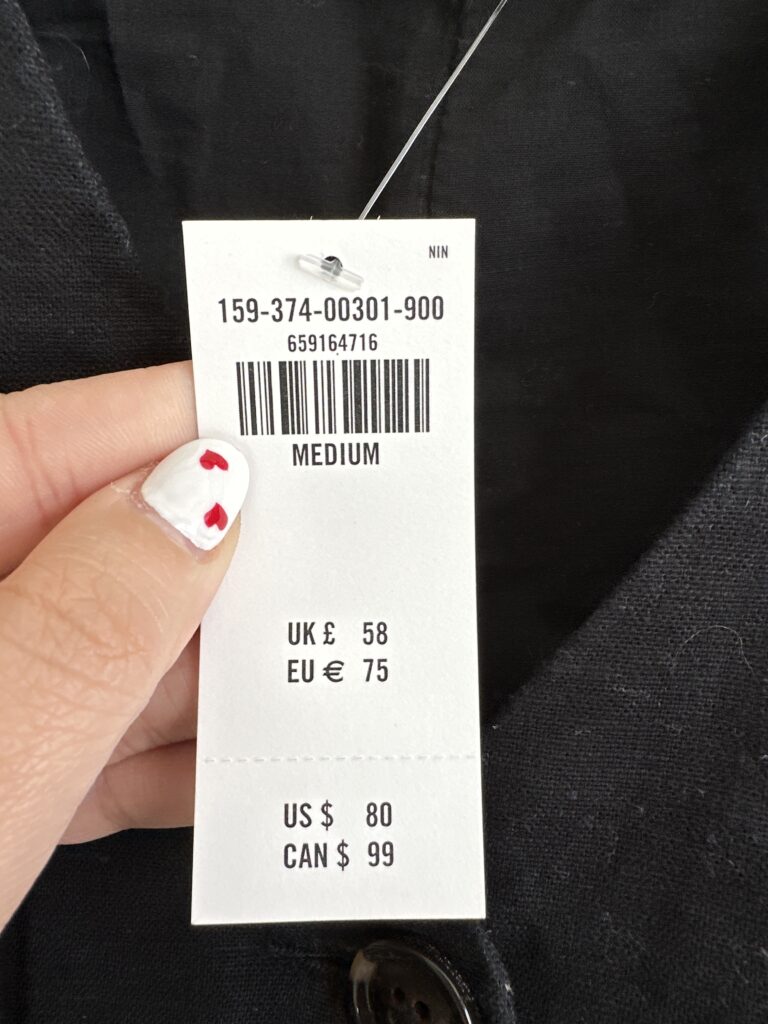 NIN
159-374-00301-900
659164716
MEDIUM
UK £ 58
EU € 75
US $ 80
CAN $ 99